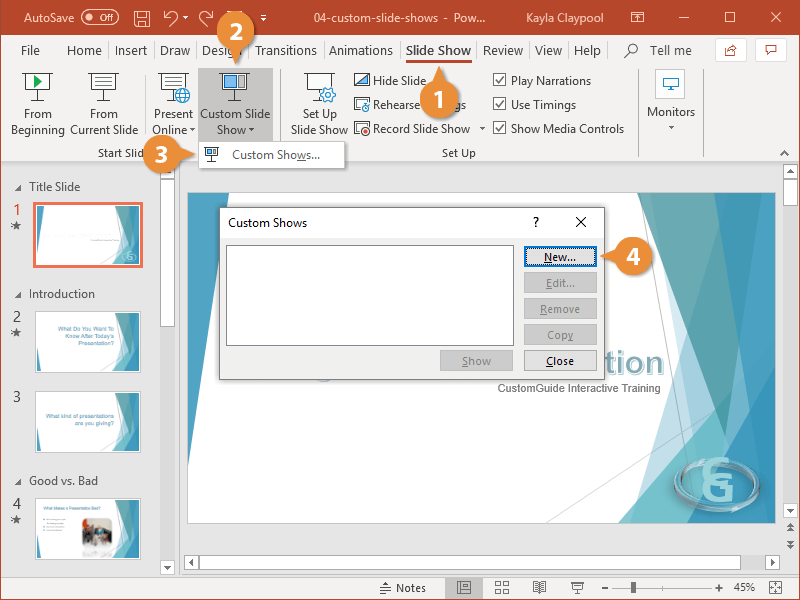 AutoSave Off 04-custom-slide-shows - Pow... Kayla Claypool
File Home Insert Draw Design Transitions Animations Slide Show Review View Help Tell me
2
1
From Beginning
From Current Slide
Present Online
Custom Slide Show
Set Up Slide Show
Hide Slide
Rehearse
Record Slide Show
Play Narrations
Use Timings
Show Media Controls
Monitors
Set Up
3
Custom Shows...
Title Slide
1
Introduction
2
What Do You Want To
Know After Today's
Presentation?
3
What kind of presentations
are you giving?
Good vs. Bad
4
What Makes a Presentation Bad?
Custom Shows ?
New...
4
Edit...
Remove
Copy
Show Close
CustomGuide Interactive Training
CG
Notes 45%